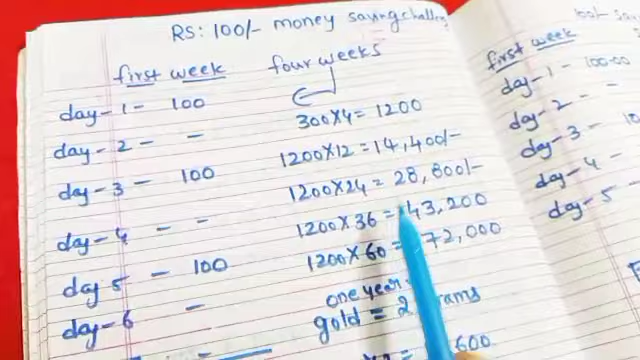 RS: 100/- money saving challen
first week
day-1 - 100
day-2 - -
day-3 - 100
day-4 - -
day 5 - 100
day-6 -
four weeks
300x4 = 1200
1200x12 = 14,400/-
1200x24 = 28,800/-
1200x36 = 43,200
1200x60 = 72,000
one year
gold = 2
600
first week
day-1 - 100-00
day-2 - -
day-3 - 10
day-4 -
day-5 -